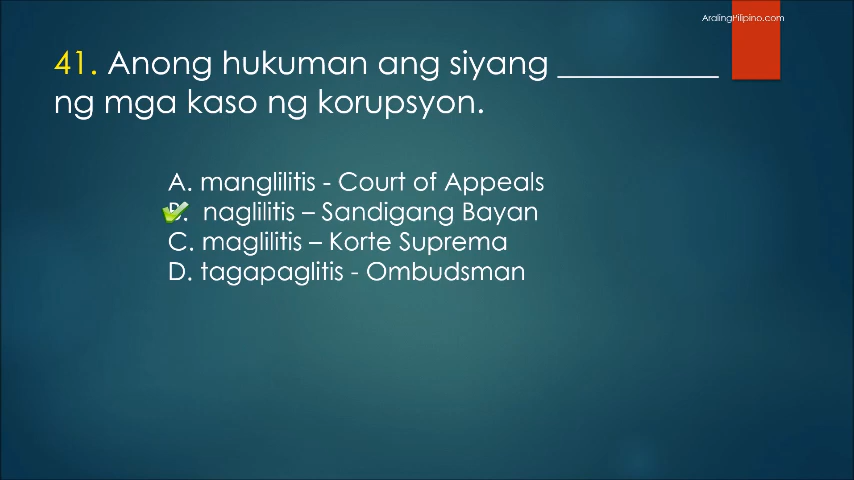 AralingPilipino.com
41. Anong hukuman ang siyang __________
ng mga kaso ng korupsyon.
A. manglilitis - Court of Appeals
B. naglilitis – Sandigang Bayan
C. maglilitis – Korte Suprema
D. tagapaglitis - Ombudsman